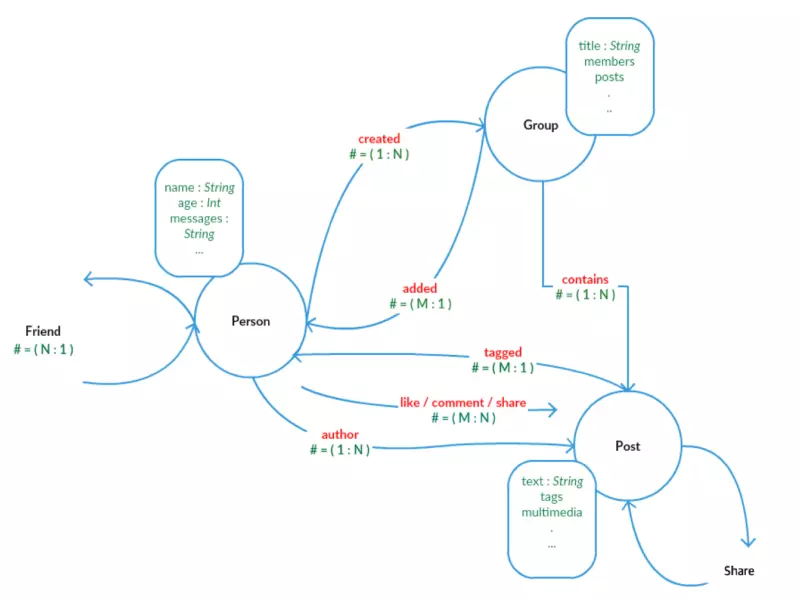 title : String
members
posts
.
..
Group
created
# = ( 1 : N )
name : String
age : Int
messages :
String
...
added
# = ( M : 1 )
contains
# = ( 1 : N )
Person
Friend
# = ( N : 1 )
tagged
# = ( M : 1 )
like / comment / share
# = ( M : N )
author
# = ( 1 : N )
Post
text : String
tags
multimedia
.
...
Share